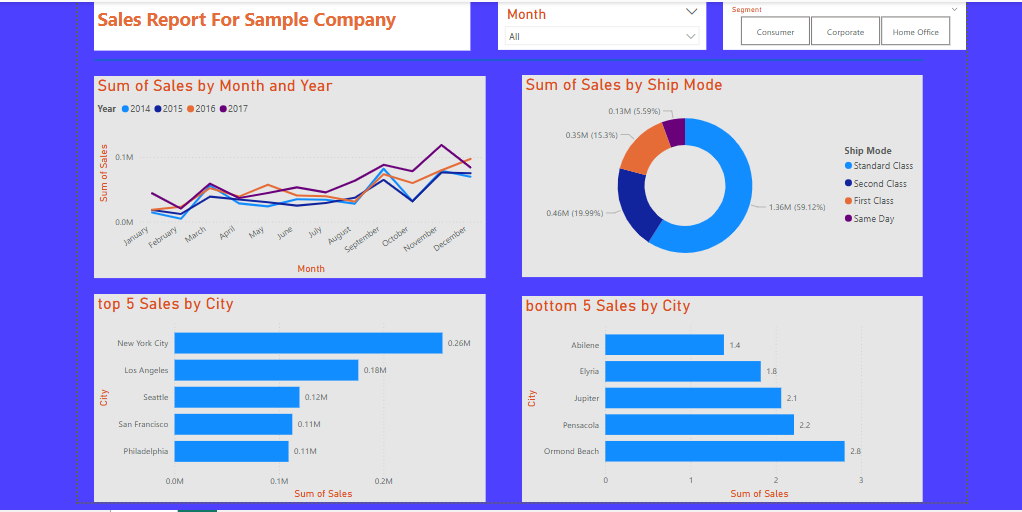 Sales Report For Sample Company
Month
All
Segment
Consumer
Corporate
Home Office
Sum of Sales by Month and Year
Year 2014 2015 2016 2017
Sum of Sales
0.1M
0.0M
January
February
March
April
May
June
July
August
September
October
November
December
Month
Sum of Sales by Ship Mode
0.13M (5.59%)
0.35M (15.3%)
0.46M (19.99%)
1.36M (59.12%)
Ship Mode
Standard Class
Second Class
First Class
Same Day
top 5 Sales by City
City
New York City 0.26M
Los Angeles 0.18M
Seattle 0.12M
San Francisco 0.11M
Philadelphia 0.11M
0.0M 0.1M 0.2M
Sum of Sales
bottom 5 Sales by City
City
Abilene 1.4
Elyria 1.8
Jupiter 2.1
Pensacola 2.2
Ormond Beach 2.8
0 1 2 3
Sum of Sales